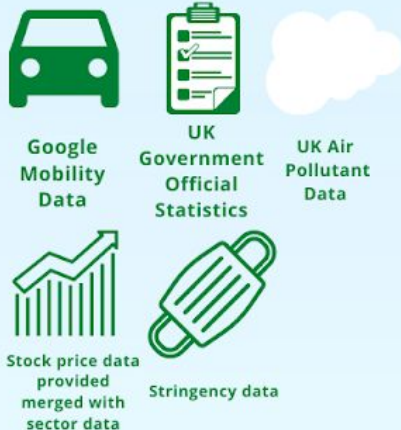 Google
Mobility
Data
UK
Government
Official
Statistics
UK Air
Pollutant
Data
Stock price data
provided
merged with
sector data
Stringency data